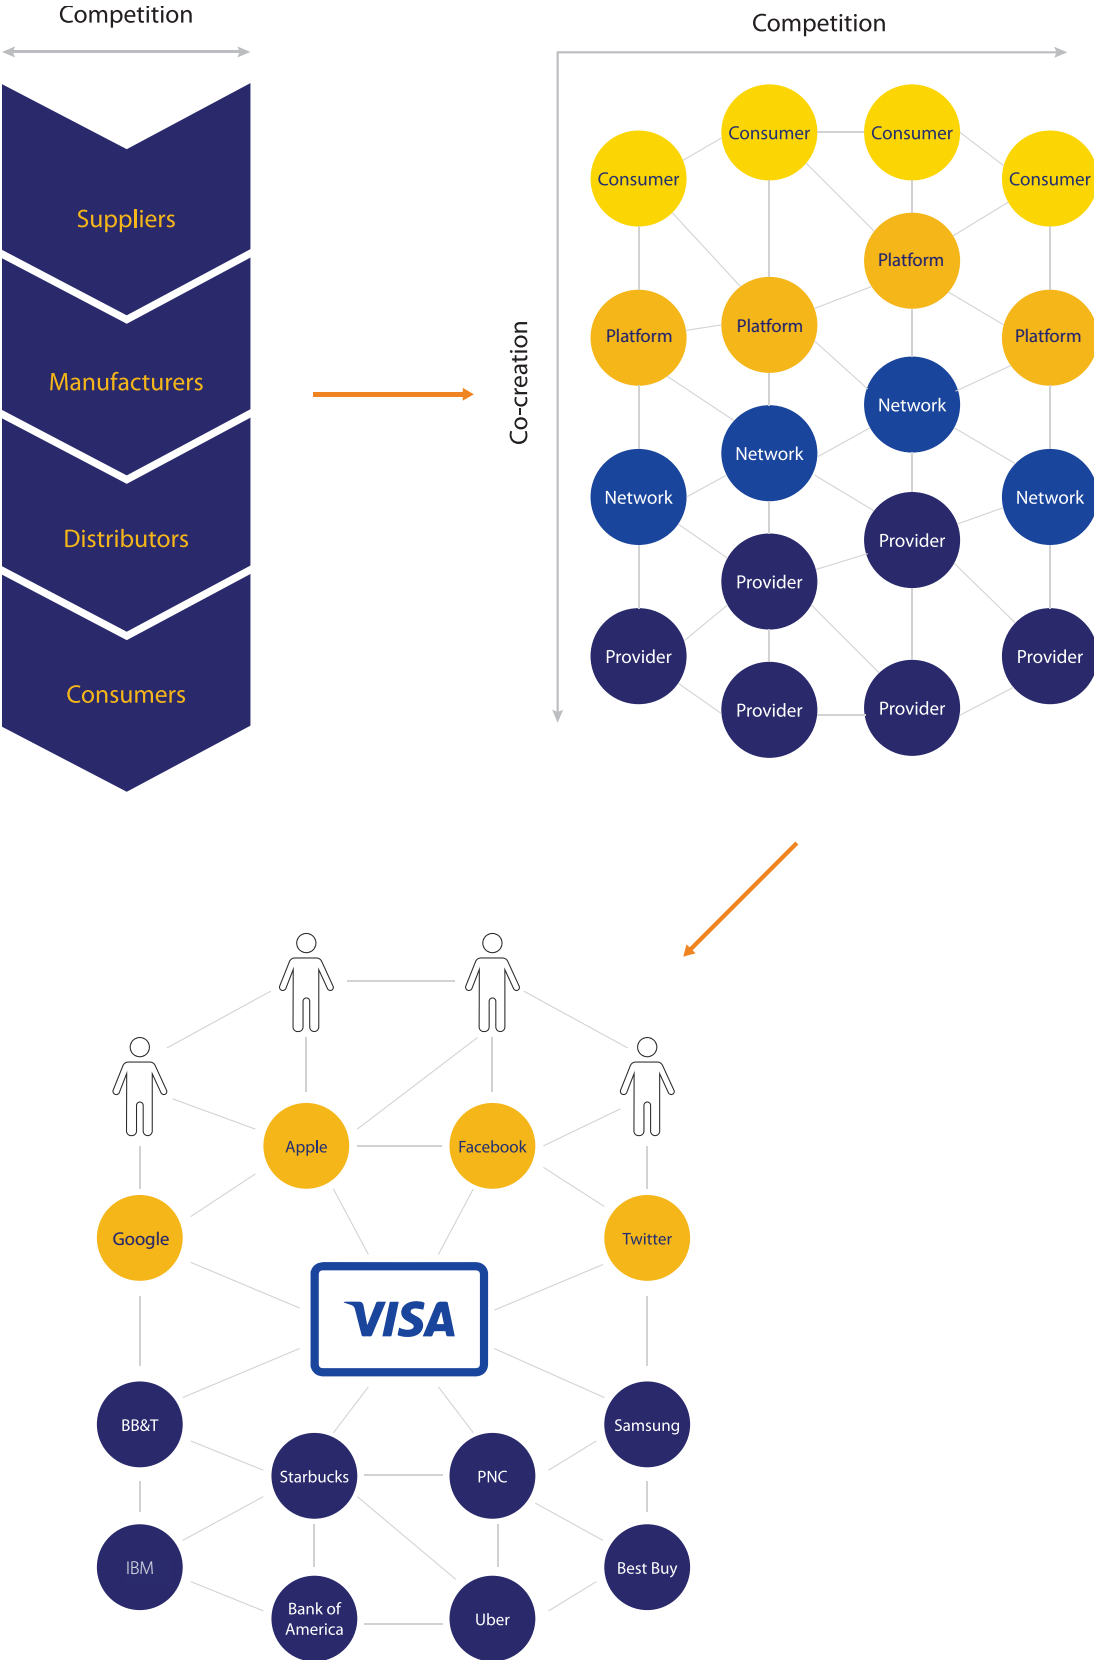 Competition
Suppliers
Manufacturers
Distributors
Consumers
Competition
Co-creation
Consumer
Consumer
Consumer
Consumer
Platform
Platform
Platform
Platform
Network
Network
Network
Network
Provider
Provider
Provider
Provider
Provider
Provider
Apple
Facebook
Google
Twitter
VISA
BB&T
Samsung
Starbucks
PNC
IBM
Best Buy
Bank of
America
Uber